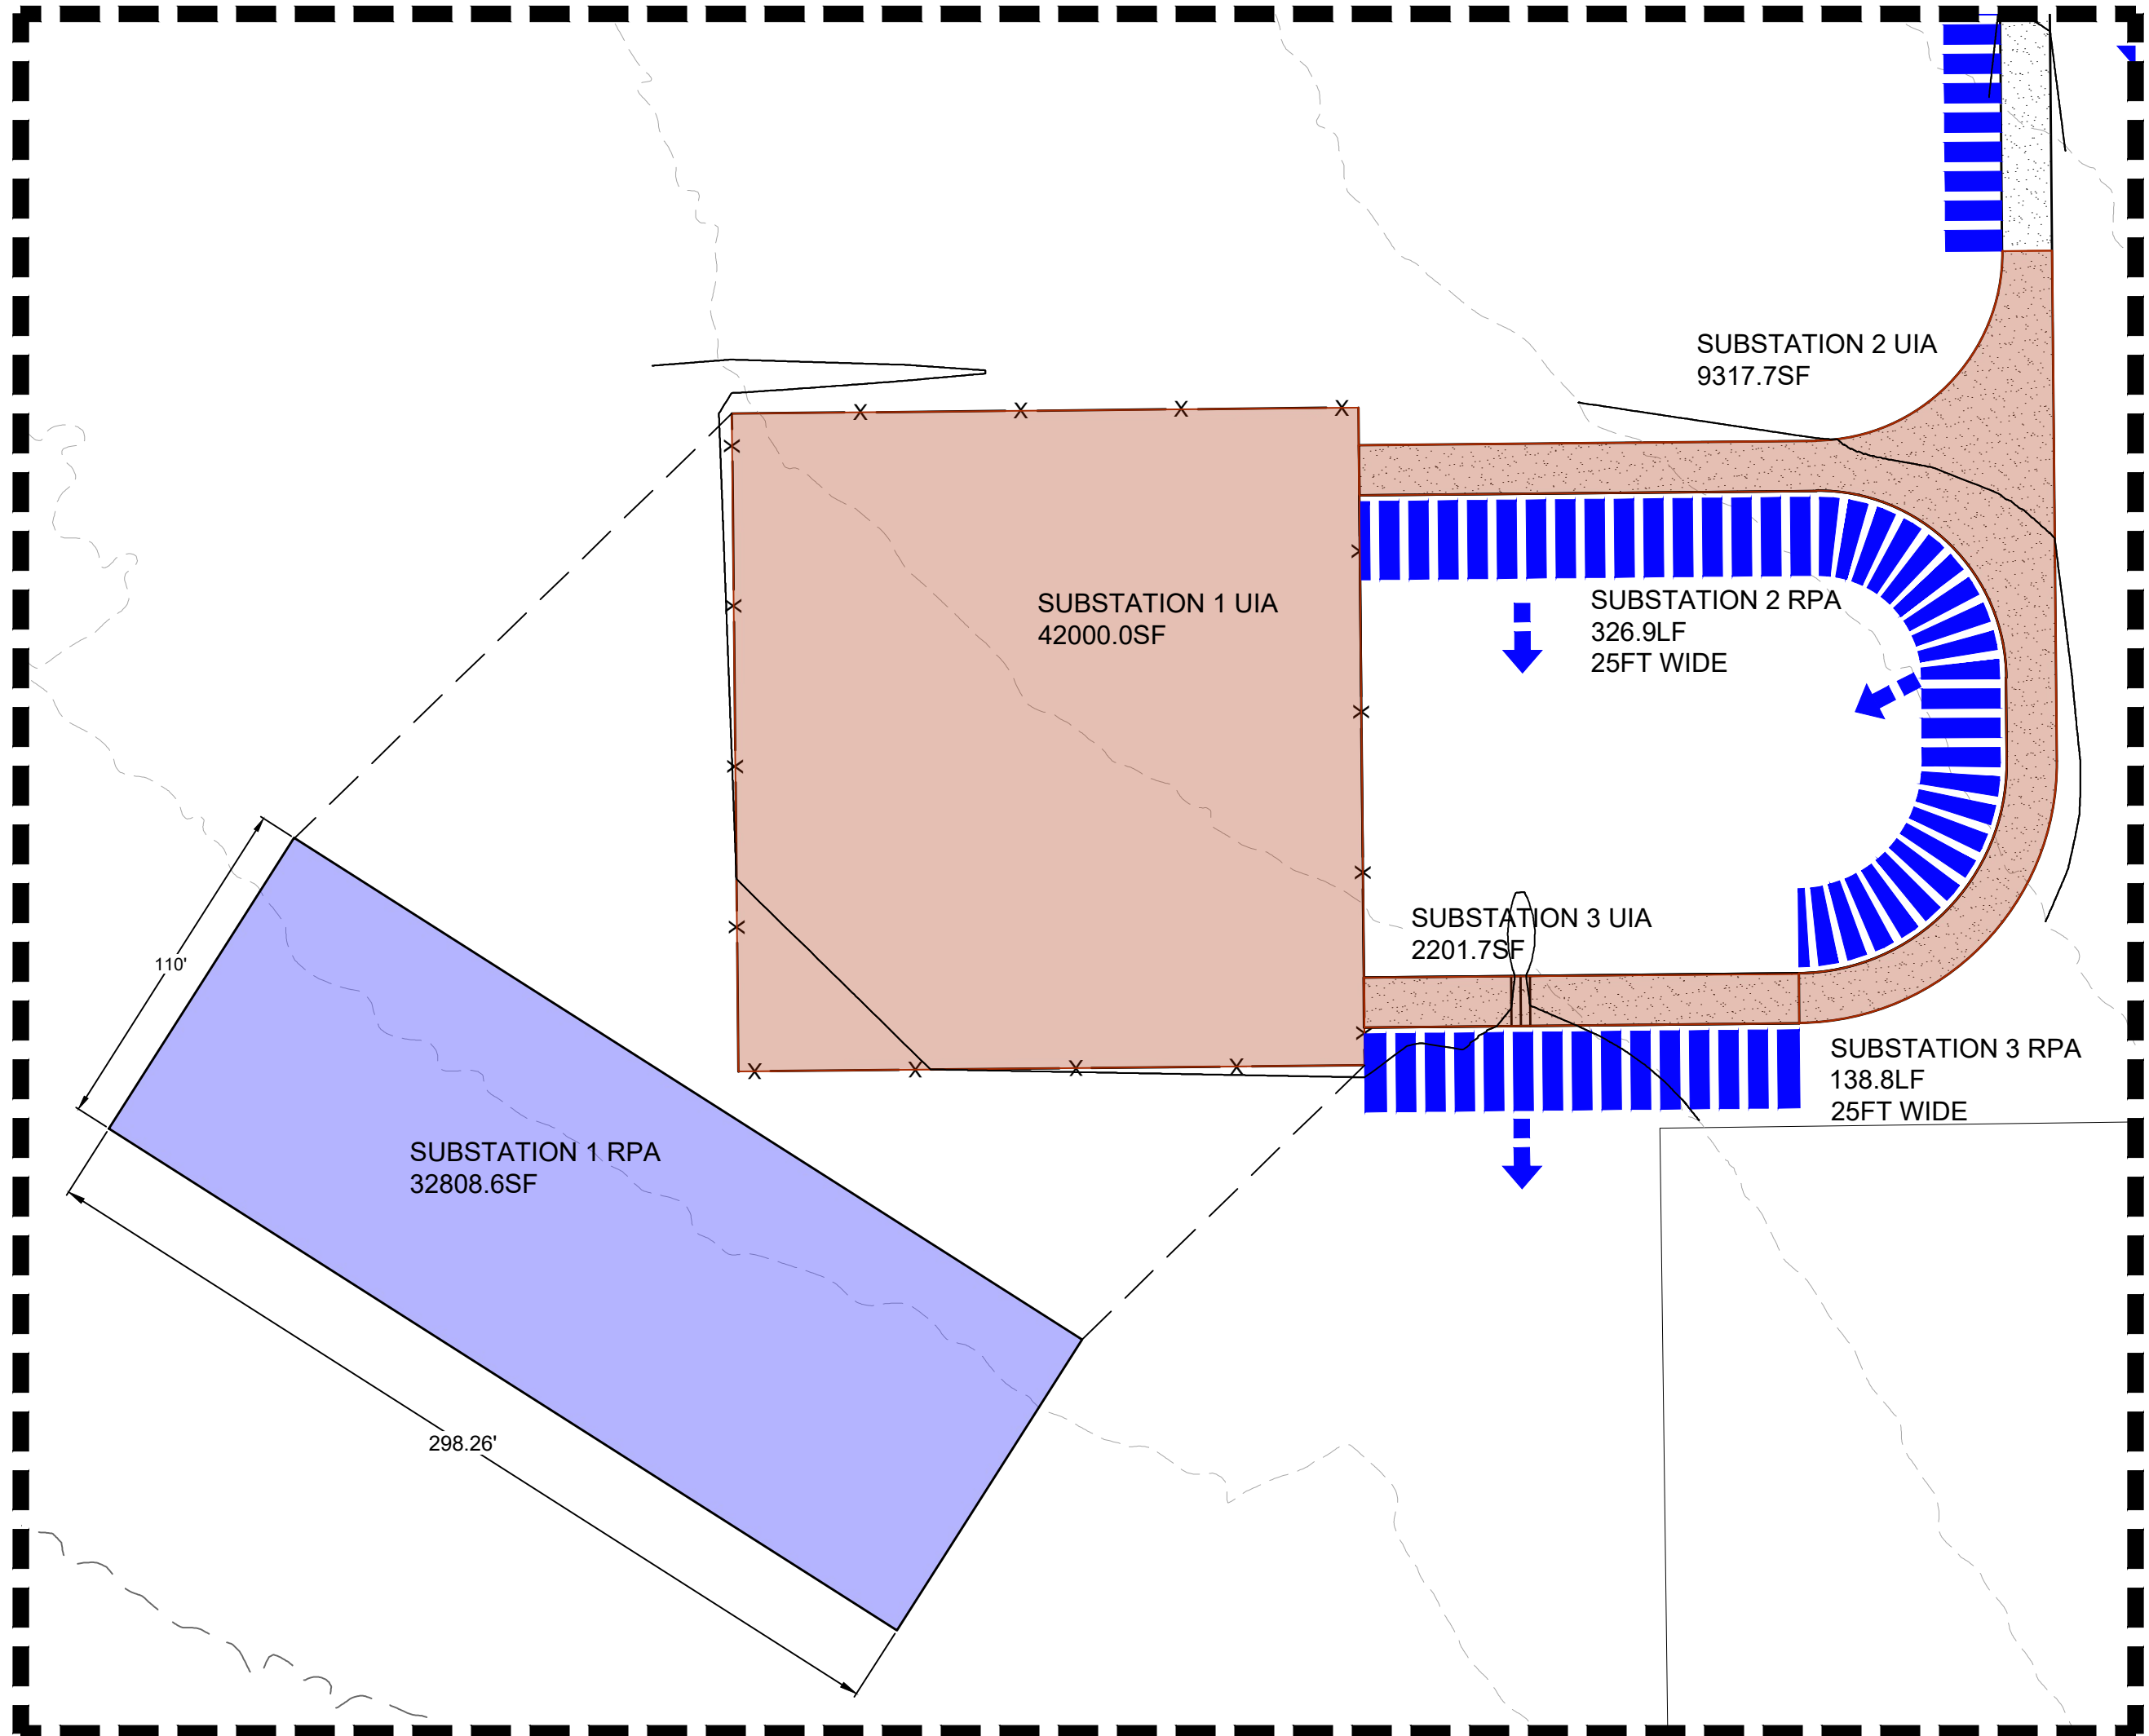 SUBSTATION 2 UIA
9317.7SF
SUBSTATION 1 UIA
42000.0SF
SUBSTATION 2 RPA
326.9LF
25FT WIDE
SUBSTATION 3 UIA
2201.7SF
110'
SUBSTATION 3 RPA
138.8LF
25FT WIDE
SUBSTATION 1 RPA
32808.6SF
298.26'